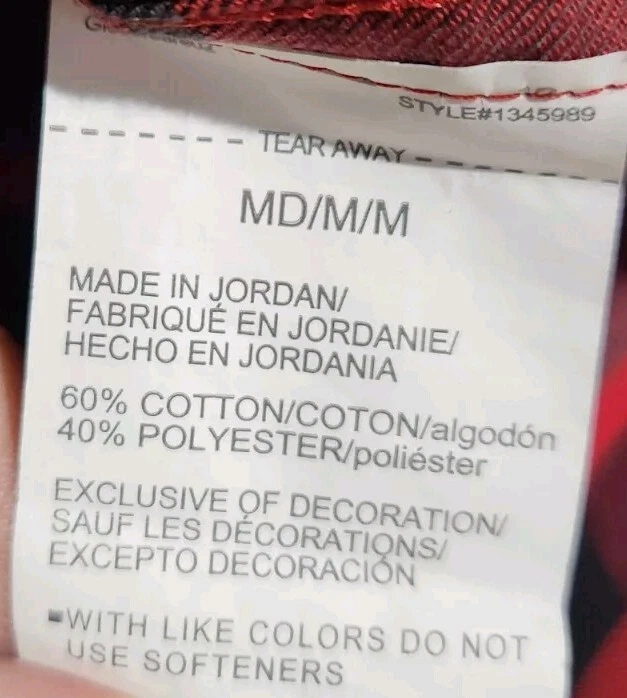 STYLE#1345989
TEAR AWAY
MD/M/M
MADE IN JORDAN/
FABRIQUÉ EN JORDANIE/
HECHO EN JORDANIA
60% COTTON/COTON/algodón
40% POLYESTER/poliéster
EXCLUSIVE OF DECORATION/
SAUF LES DÉCORATIONS/
EXCEPTO DECORACIÓN
WITH LIKE COLORS DO NOT
USE SOFTENERS